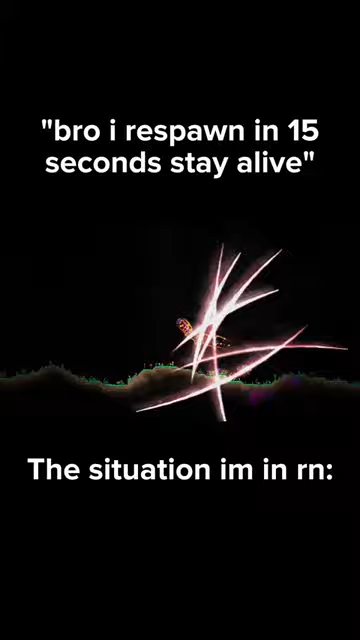 "bro i respawn in 15
seconds stay alive"
The situation im in rn: